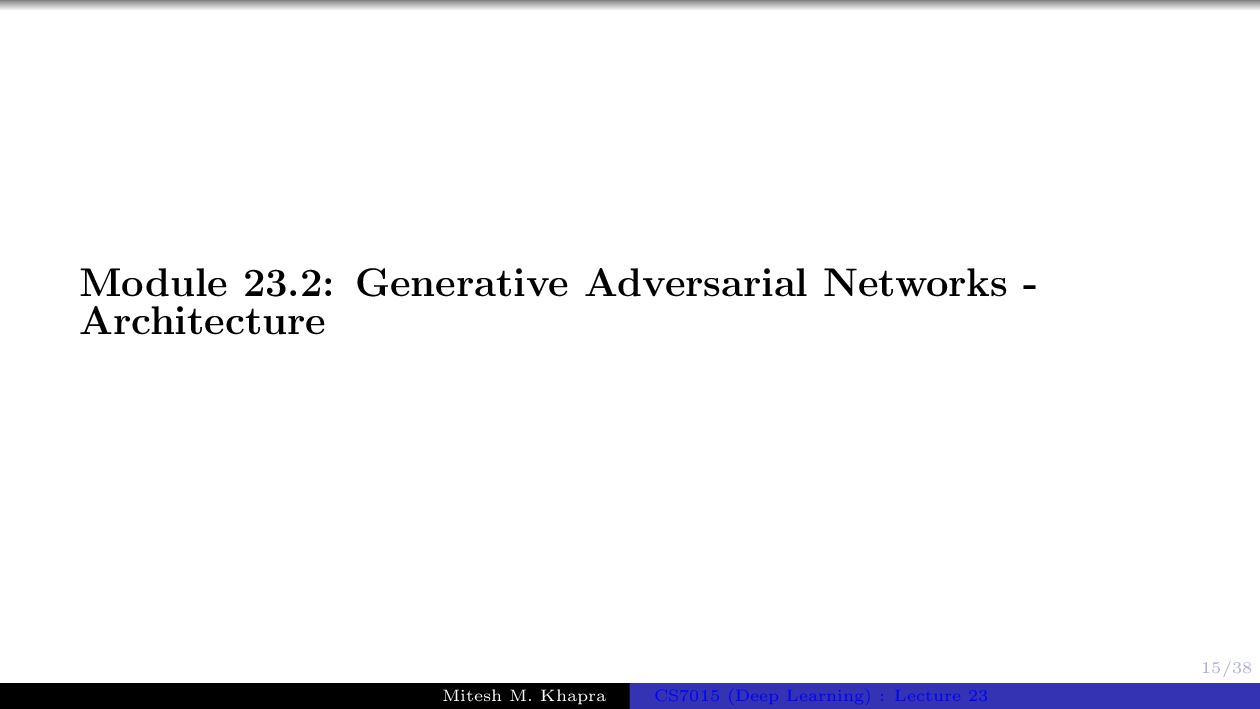 Module 23.2: Generative Adversarial Networks -
Architecture
15/38
Mitesh M. Khapra
CS7015 (Deep Learning) : Lecture 23